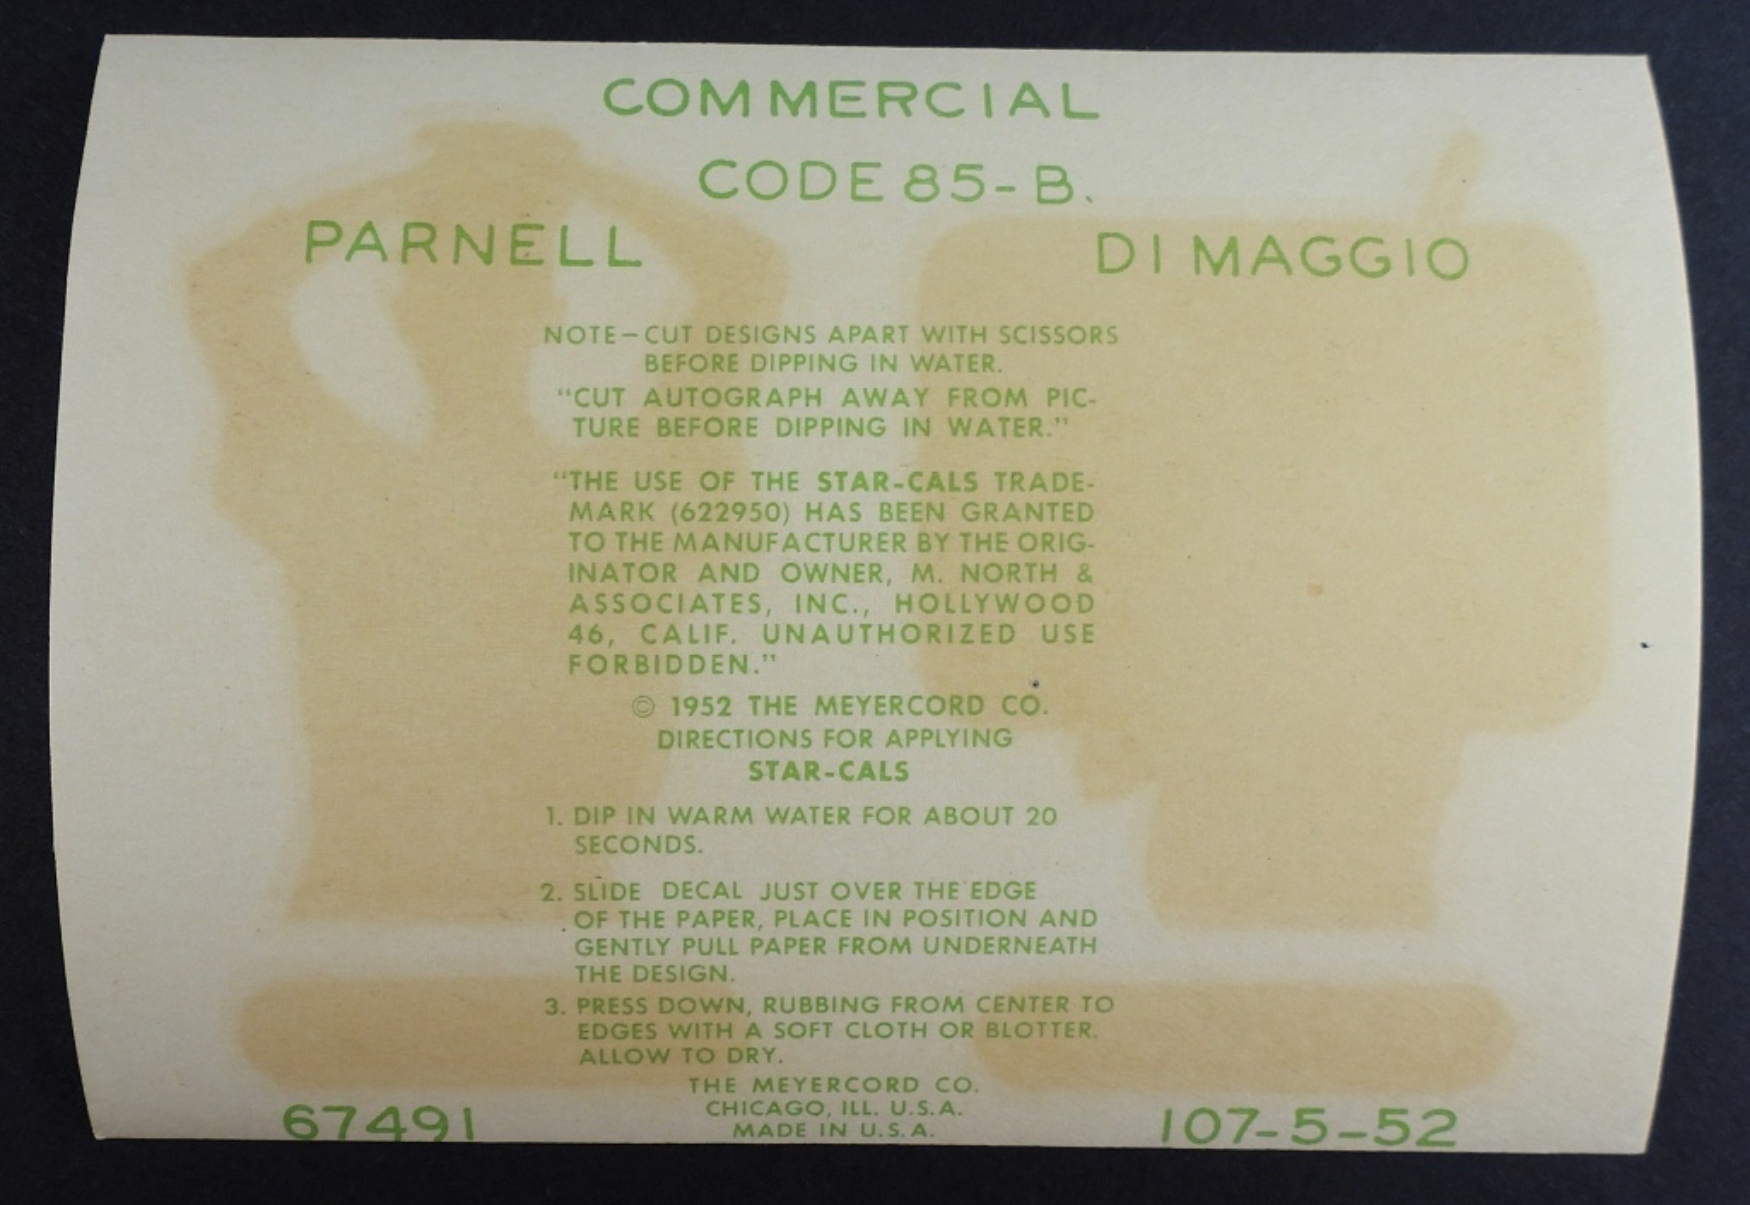 COMMERCIAL
CODE 85-B.
PARNELL
DI MAGGIO
NOTE—CUT DESIGNS APART WITH SCISSORS
BEFORE DIPPING IN WATER.
"CUT AUTOGRAPH AWAY FROM PIC-
TURE BEFORE DIPPING IN WATER."
"THE USE OF THE STAR-CALS TRADE-
MARK (622950) HAS BEEN GRANTED
TO THE MANUFACTURER BY THE ORIG-
INATOR AND OWNER, M. NORTH &
ASSOCIATES, INC., HOLLYWOOD
46, CALIF. UNAUTHORIZED USE
FORBIDDEN."
© 1952 THE MEYERCORD CO.
DIRECTIONS FOR APPLYING
STAR-CALS
1. DIP IN WARM WATER FOR ABOUT 20
SECONDS.
2. SLIDE DECAL JUST OVER THE EDGE
OF THE PAPER, PLACE IN POSITION AND
GENTLY PULL PAPER FROM UNDERNEATH
THE DESIGN.
3. PRESS DOWN, RUBBING FROM CENTER TO
EDGES WITH A SOFT CLOTH OR BLOTTER.
ALLOW TO DRY.
THE MEYERCORD CO.
CHICAGO, ILL. U.S.A.
MADE IN U.S.A.
67491
107-5-52